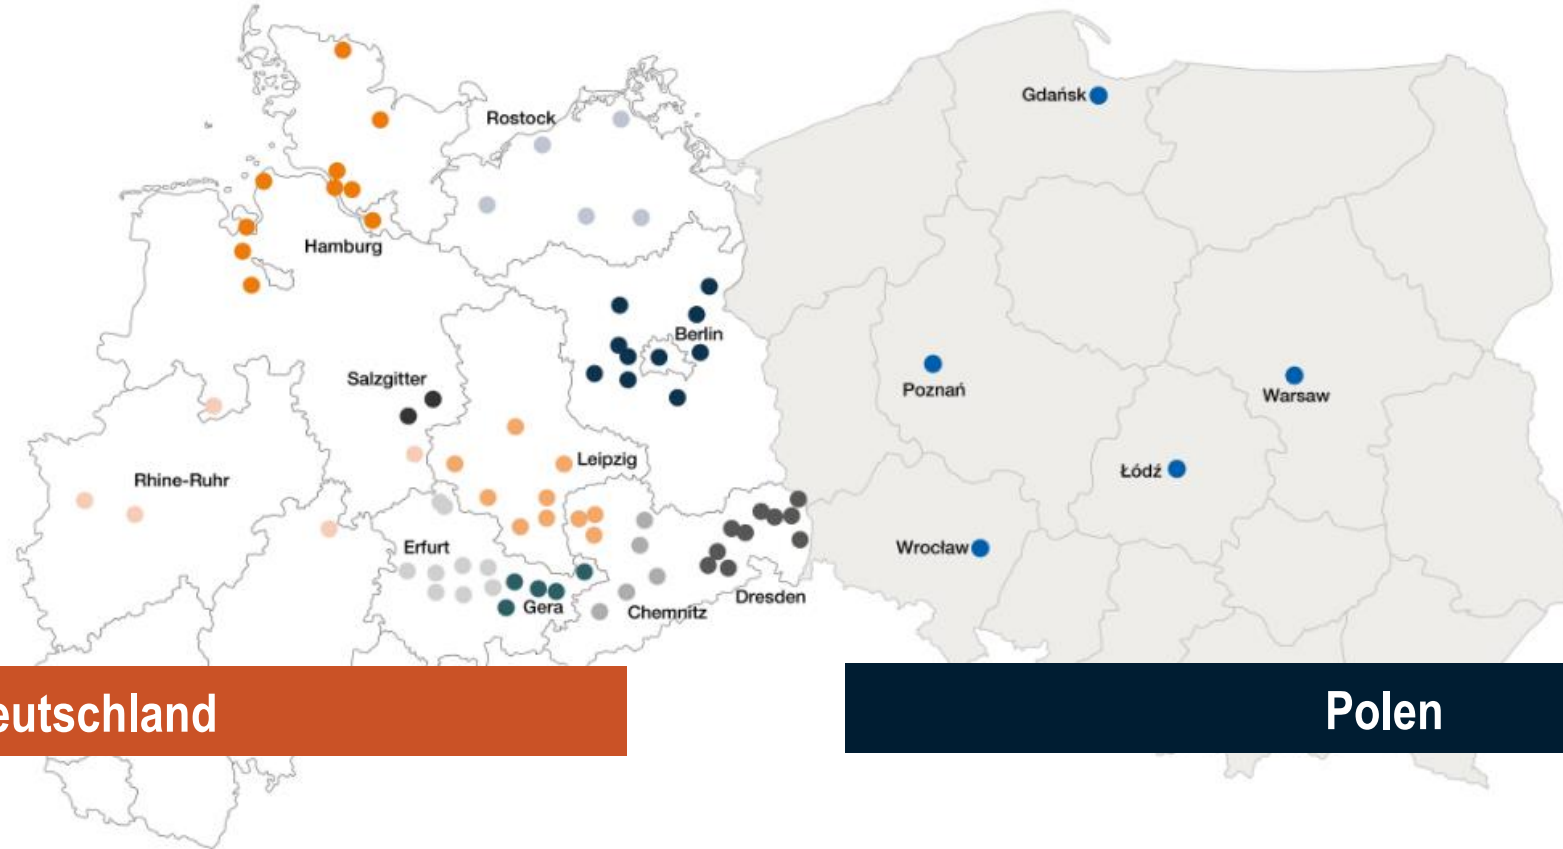 Rostock
Gdańsk
Hamburg
Berlin
Salzgitter
Poznań
Warsaw
Leipzig
Łódź
Rhine-Ruhr
Erfurt
Wrocław
Gera
Chemnitz
Dresden
eutschland
Polen